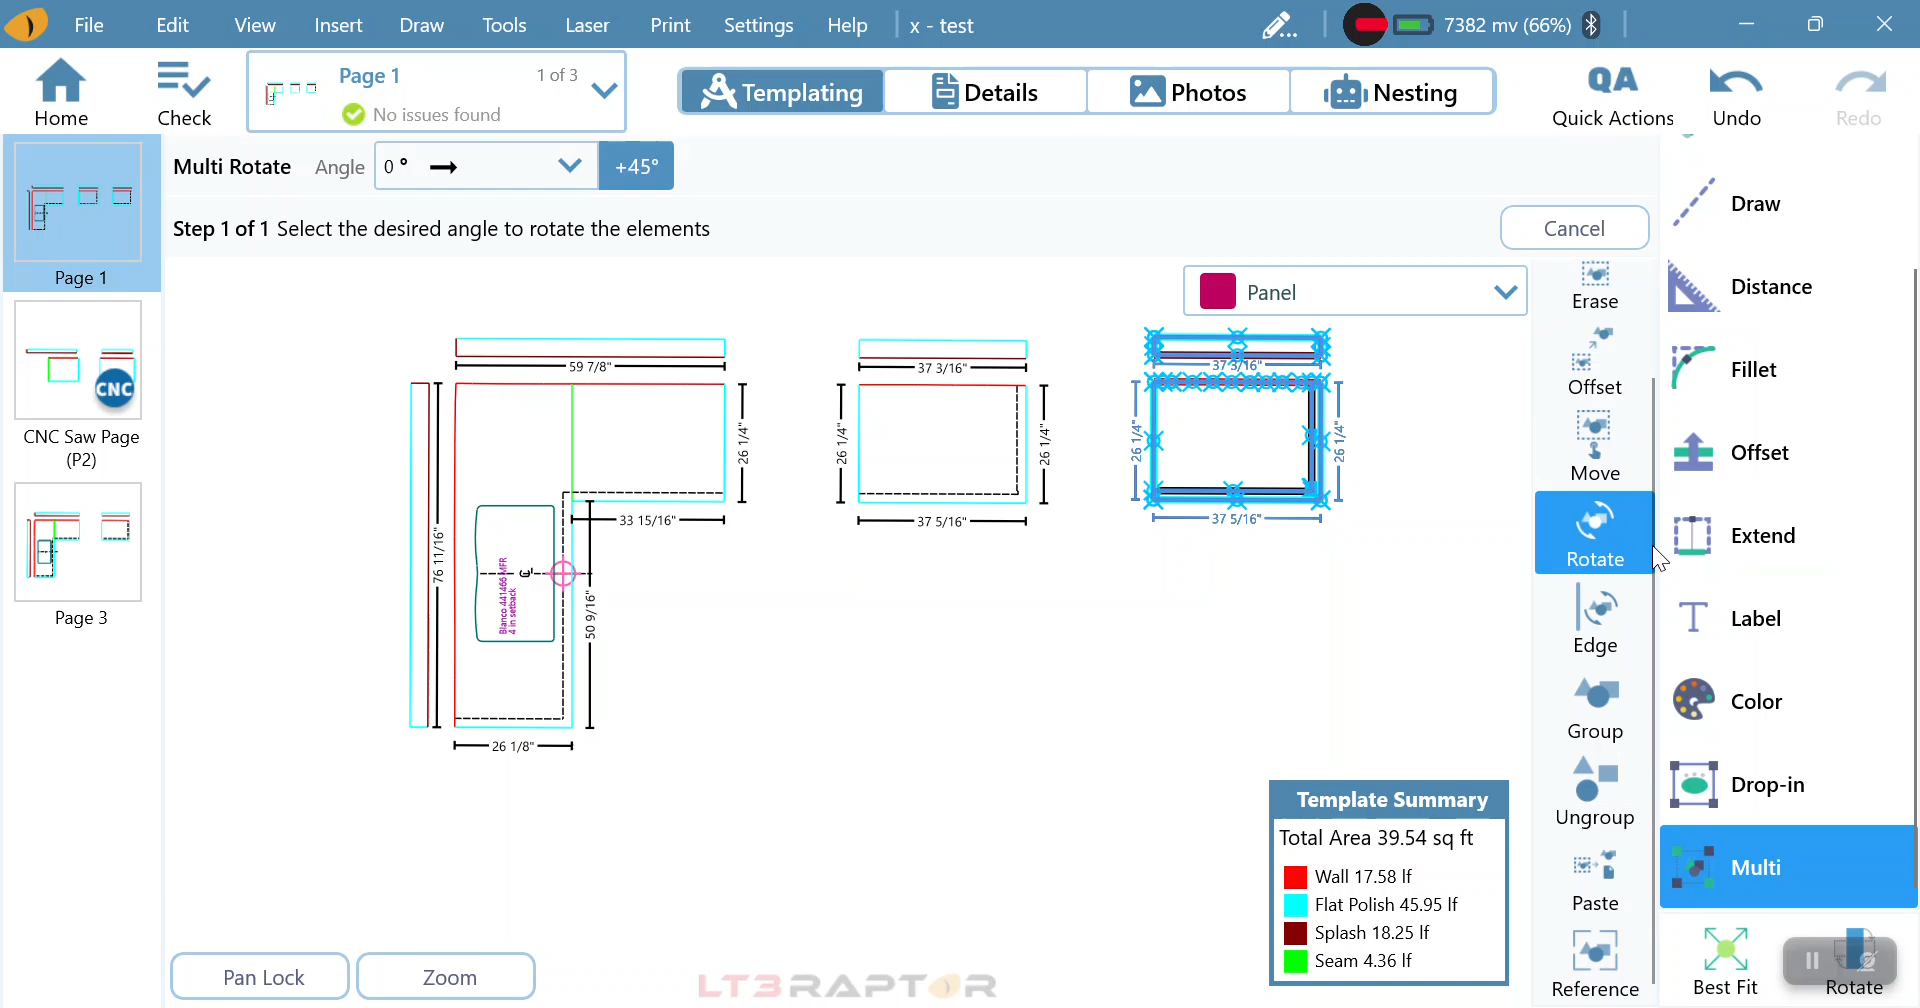 File Edit View Insert Draw Tools Laser Print Settings Help x - test 7382 mv (66%)
Home
Check
Page 1 1 of 3
No issues found
Templating
Details
Photos
Nesting
QA
Quick Actions
Undo
Redo
Page 1
CNC
CNC Saw Page
(P2)
Page 3
Multi Rotate Angle 0 ° +45°
Step 1 of 1 Select the desired angle to rotate the elements
Cancel
Panel
59 7/8"
76 11/16"
26 1/4"
33 15/16"
50 9/16"
26 1/8"
Blanco 441466 MFR
4 in setback
37 3/16"
26 1/4"
26 1/4"
37 5/16"
37 3/16"
26 1/4"
26 1/4"
37 5/16"
Template Summary
Total Area 39.54 sq ft
Wall 17.58 lf
Flat Polish 45.95 lf
Splash 18.25 lf
Seam 4.36 lf
Pan Lock
Zoom
LT3RAPTOR
Erase
Offset
Move
Rotate
Edge
Group
Ungroup
Paste
Reference
Draw
Distance
Fillet
Offset
Extend
Label
Color
Drop-in
Multi
Best Fit
Rotate